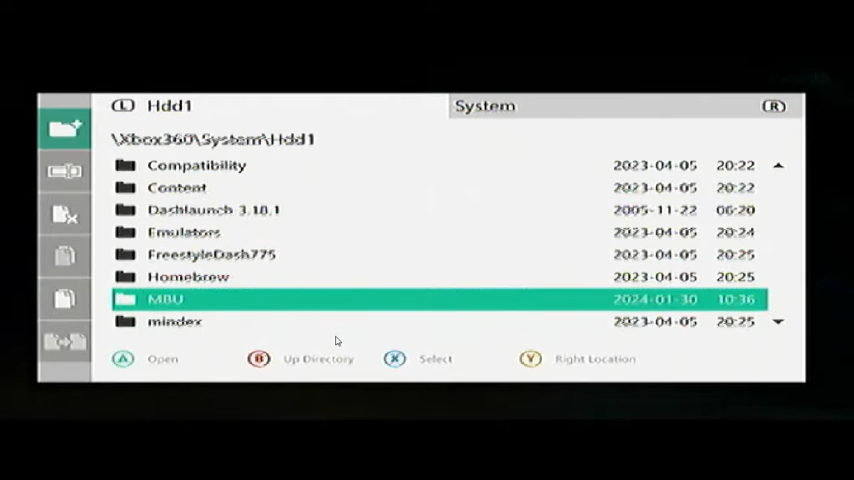 L Hdd1 System R
\Xbox360\System\Hdd1
Compatibility 2023-04-05 20:22
Content 2023-04-05 20:22
Dashlaunch 3.18.1 2005-11-22 06:20
Emulators 2023-04-05 20:24
FreestyleDash775 2023-04-05 20:25
Homebrew 2023-04-05 20:25
MBU 2024-01-30 10:36
mindex 2023-04-05 20:25
A Open B Up Directory X Select Y Right Location